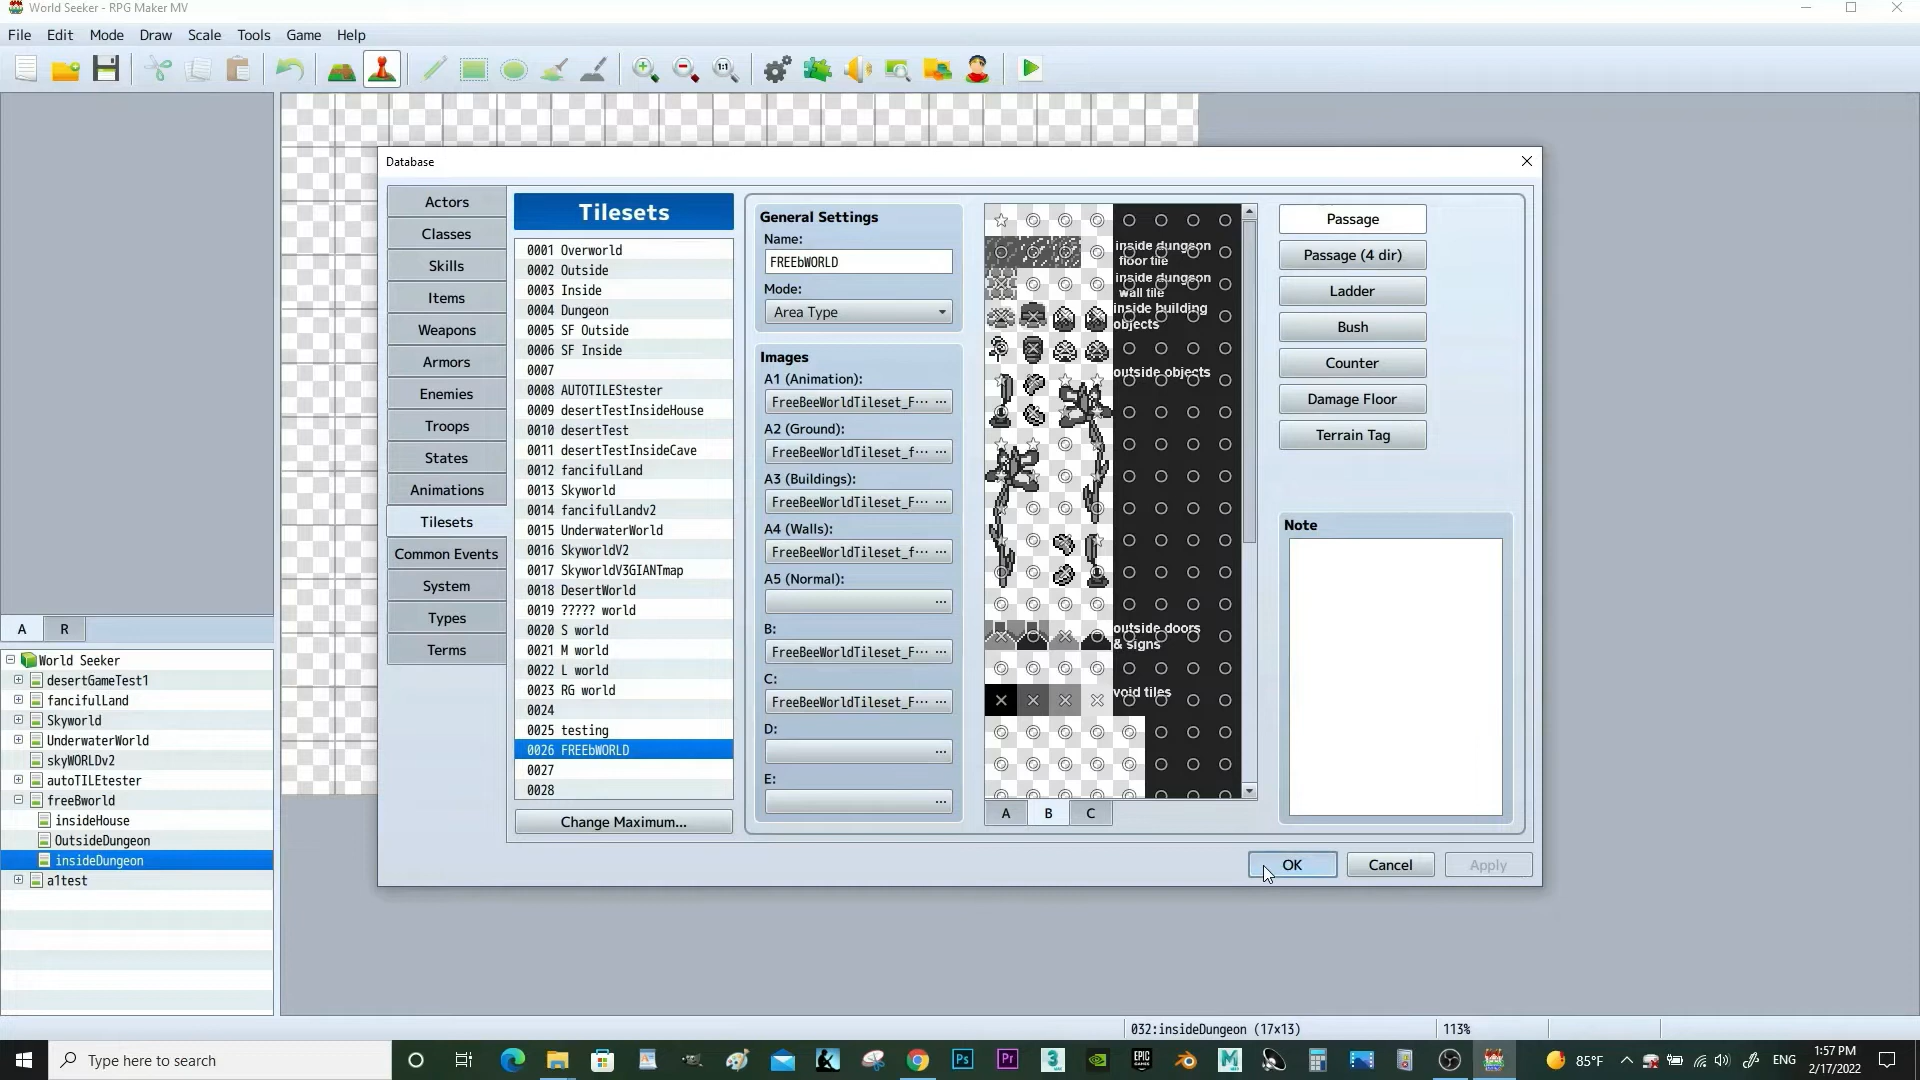 World Seeker - RPG Maker MV
File Edit Mode Draw Scale Tools Game Help
1:1
Database
Actors
Classes
Skills
Items
Weapons
Armors
Enemies
Troops
States
Animations
Tilesets
Common Events
System
Types
Terms
Tilesets
0001 Overworld
0002 Outside
0003 Inside
0004 Dungeon
0005 SF Outside
0006 SF Inside
0007
0008 AUTOTILEStester
0009 desertTestInsideHouse
0010 desertTest
0011 desertTestInsideCave
0012 fancifulLand
0013 Skyworld
0014 fancifulLandv2
0015 UnderwaterWorld
0016 SkyworldV2
0017 SkyworldV3GIANTmap
0018 DesertWorld
0019 ????? world
0020 S world
0021 M world
0022 L world
0023 RG world
0024
0025 testing
0026 FREEbWORLD
0027
0028
Change Maximum...
General Settings
Name:
FREEbWORLD
Mode:
Area Type
Images
A1 (Animation):
FreeBeeWorldTileset_F... ...
A2 (Ground):
FreeBeeWorldTileset_f... ...
A3 (Buildings):
FreeBeeWorldTileset_F... ...
A4 (Walls):
FreeBeeWorldTileset_f... ...
A5 (Normal):
...
B:
FreeBeeWorldTileset_F... ...
C:
FreeBeeWorldTileset_F... ...
D:
...
E:
...
inside dungeon
floor tile
inside dungeon
wall tile
inside building
objects
outside objects
outside doors
& signs
void tiles
A B C
Passage
Passage (4 dir)
Ladder
Bush
Counter
Damage Floor
Terrain Tag
Note
OK Cancel Apply
A R
World Seeker
desertGameTest1
fancifulLand
Skyworld
UnderwaterWorld
skyWORLDv2
autoTILEtester
freeBworld
insideHouse
OutsideDungeon
insideDungeon
a1test
032:insideDungeon (17x13) 113%
Type here to search
Ps Pr 3 EPIC GAMES M
85°F ENG
1:57 PM
2/17/2022